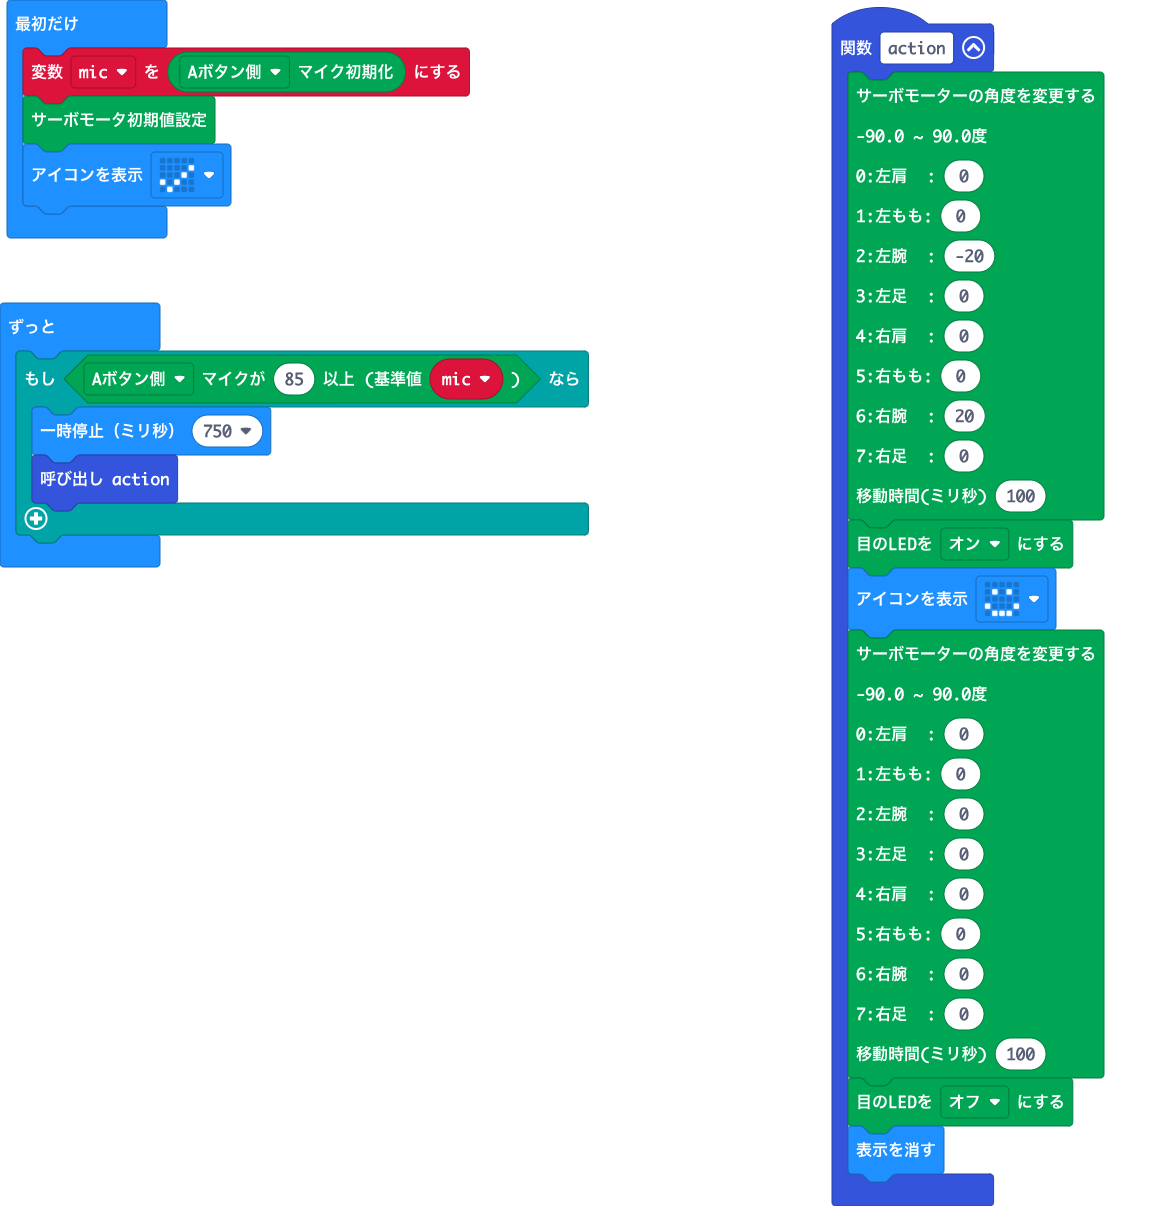 最初だけ
変数 mic を Aボタン側 マイク初期化 にする
サーボモータ初期値設定
アイコンを表示
ずっと
もし Aボタン側 マイクが 85 以上 (基準値 mic ) なら
一時停止 (ミリ秒) 750
呼び出し action
関数 action
サーボモーターの角度を変更する
-90.0 ~ 90.0度
0:左肩 : 0
1:左もも: 0
2:左腕 : -20
3:左足 : 0
4:右肩 : 0
5:右もも: 0
6:右腕 : 20
7:右足 : 0
移動時間(ミリ秒) 100
目のLEDを オン にする
アイコンを表示
サーボモーターの角度を変更する
-90.0 ~ 90.0度
0:左肩 : 0
1:左もも: 0
2:左腕 : 0
3:左足 : 0
4:右肩 : 0
5:右もも: 0
6:右腕 : 0
7:右足 : 0
移動時間(ミリ秒) 100
目のLEDを オフ にする
表示を消す